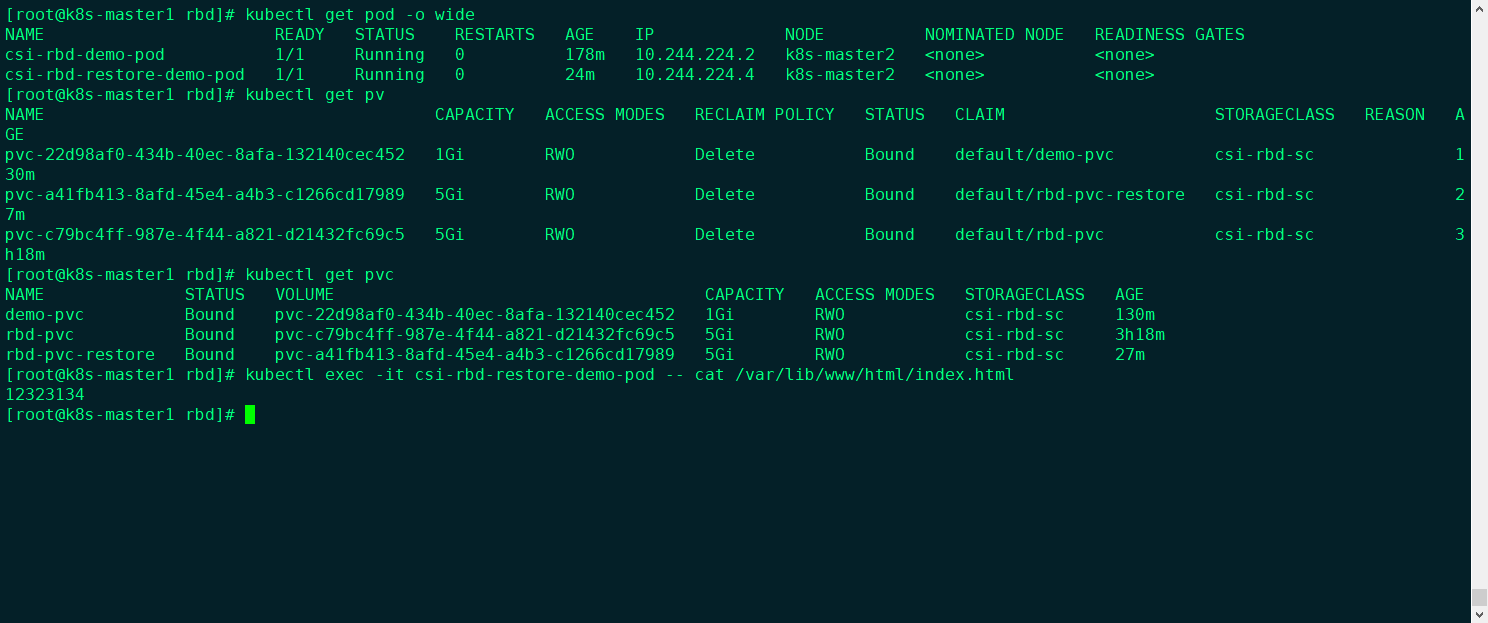 [root@k8s-master1 rbd]# kubectl get pod -o wide
NAME                       READY   STATUS    RESTARTS   AGE    IP             NODE          NOMINATED NODE   READINESS GATES
csi-rbd-demo-pod           1/1     Running   0          178m   10.244.224.2   k8s-master2   <none>           <none>
csi-rbd-restore-demo-pod   1/1     Running   0          24m    10.244.224.4   k8s-master2   <none>           <none>
[root@k8s-master1 rbd]# kubectl get pv
NAME                                       CAPACITY   ACCESS MODES   RECLAIM POLICY   STATUS   CLAIM                     STORAGECLASS   REASON   A
GE
pvc-22d98af0-434b-40ec-8afa-132140cec452   1Gi        RWO            Delete           Bound    default/demo-pvc          csi-rbd-sc              1
30m
pvc-a41fb413-8afd-45e4-a4b3-c1266cd17989   5Gi        RWO            Delete           Bound    default/rbd-pvc-restore   csi-rbd-sc              2
7m
pvc-c79bc4ff-987e-4f44-a821-d21432fc69c5   5Gi        RWO            Delete           Bound    default/rbd-pvc           csi-rbd-sc              3
h18m
[root@k8s-master1 rbd]# kubectl get pvc
NAME              STATUS   VOLUME                                     CAPACITY   ACCESS MODES   STORAGECLASS   AGE
demo-pvc          Bound    pvc-22d98af0-434b-40ec-8afa-132140cec452   1Gi        RWO            csi-rbd-sc     130m
rbd-pvc           Bound    pvc-c79bc4ff-987e-4f44-a821-d21432fc69c5   5Gi        RWO            csi-rbd-sc     3h18m
rbd-pvc-restore   Bound    pvc-a41fb413-8afd-45e4-a4b3-c1266cd17989   5Gi        RWO            csi-rbd-sc     27m
[root@k8s-master1 rbd]# kubectl exec -it csi-rbd-restore-demo-pod -- cat /var/lib/www/html/index.html
12323134
[root@k8s-master1 rbd]#